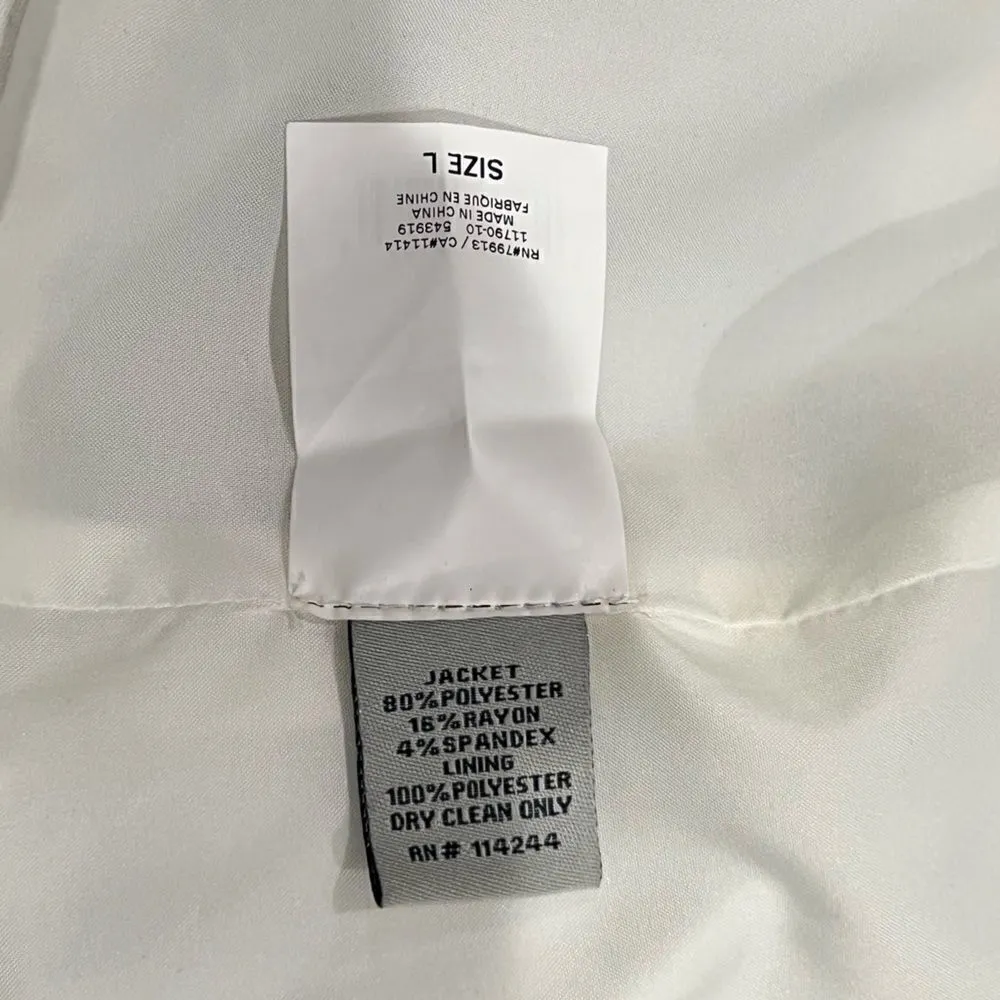 SIZE L
FABRIQUE EN CHINE
MADE IN CHINA
11790-10 543919
RN#79913 / CA#11414
JACKET
80%POLYESTER
16%RAYON
4%SPANDEX
LINING
100%POLYESTER
DRY CLEAN ONLY
RN# 114244